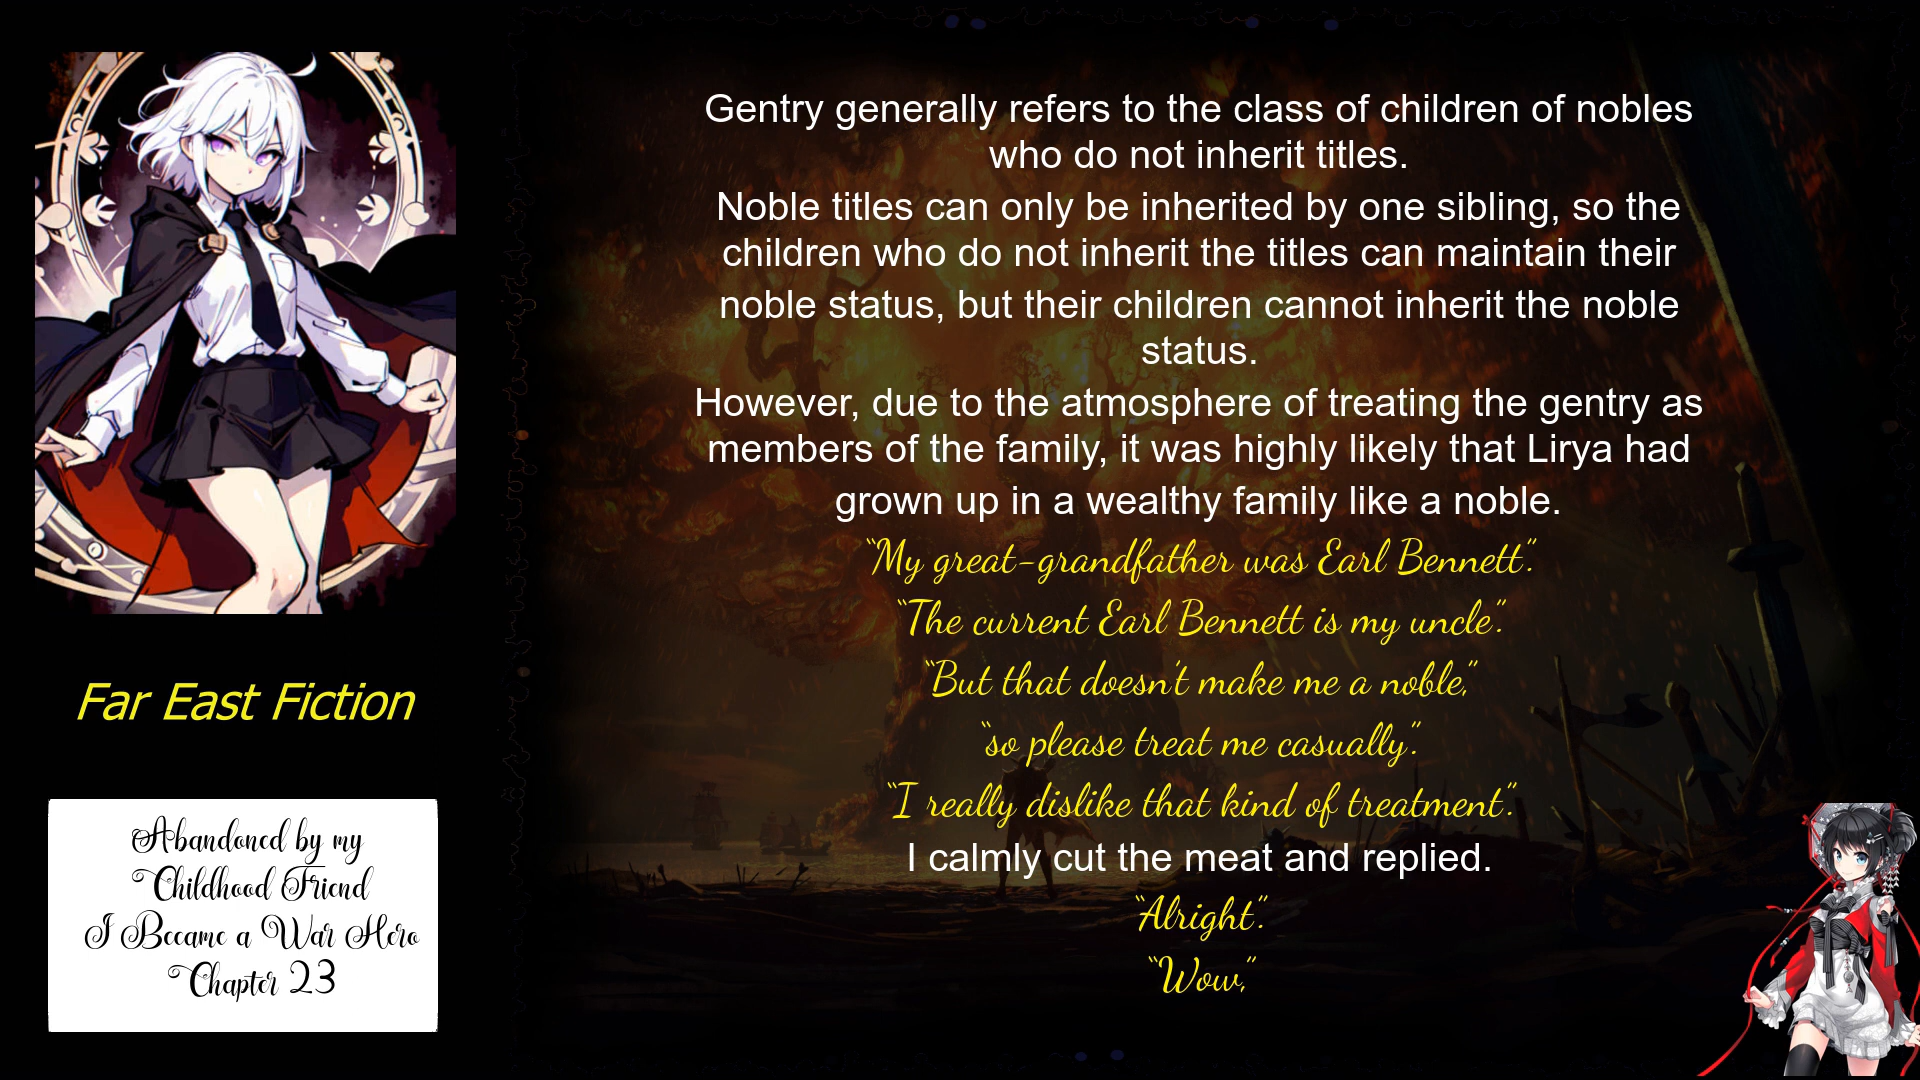 Gentry generally refers to the class of children of nobles
who do not inherit titles.
Noble titles can only be inherited by one sibling, so the
children who do not inherit the titles can maintain their
noble status, but their children cannot inherit the noble
status.
However, due to the atmosphere of treating the gentry as
members of the family, it was highly likely that Lirya had
grown up in a wealthy family like a noble.
“My great-grandfather was Earl Bennett”.
“The current Earl Bennett is my uncle”.
“But that doesn't make me a noble,”
“so please treat me casually”.
“I really dislike that kind of treatment”.
I calmly cut the meat and replied.
“Alright”.
“Wow,”
Far East Fiction
Abandoned by my
Childhood Friend
I Became a War Hero
Chapter 23